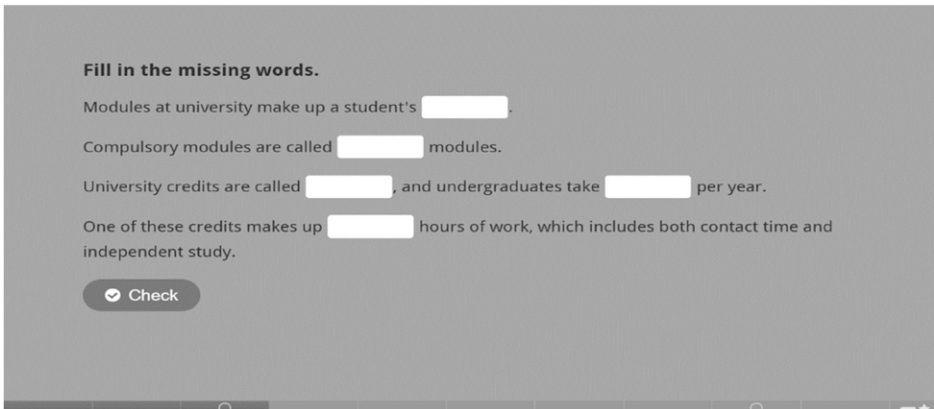 Fill in the missing words.
Modules at university make up a student's .
Compulsory modules are called modules.
University credits are called , and undergraduates take per year.
One of these credits makes up hours of work, which includes both contact time and
independent study.
Check